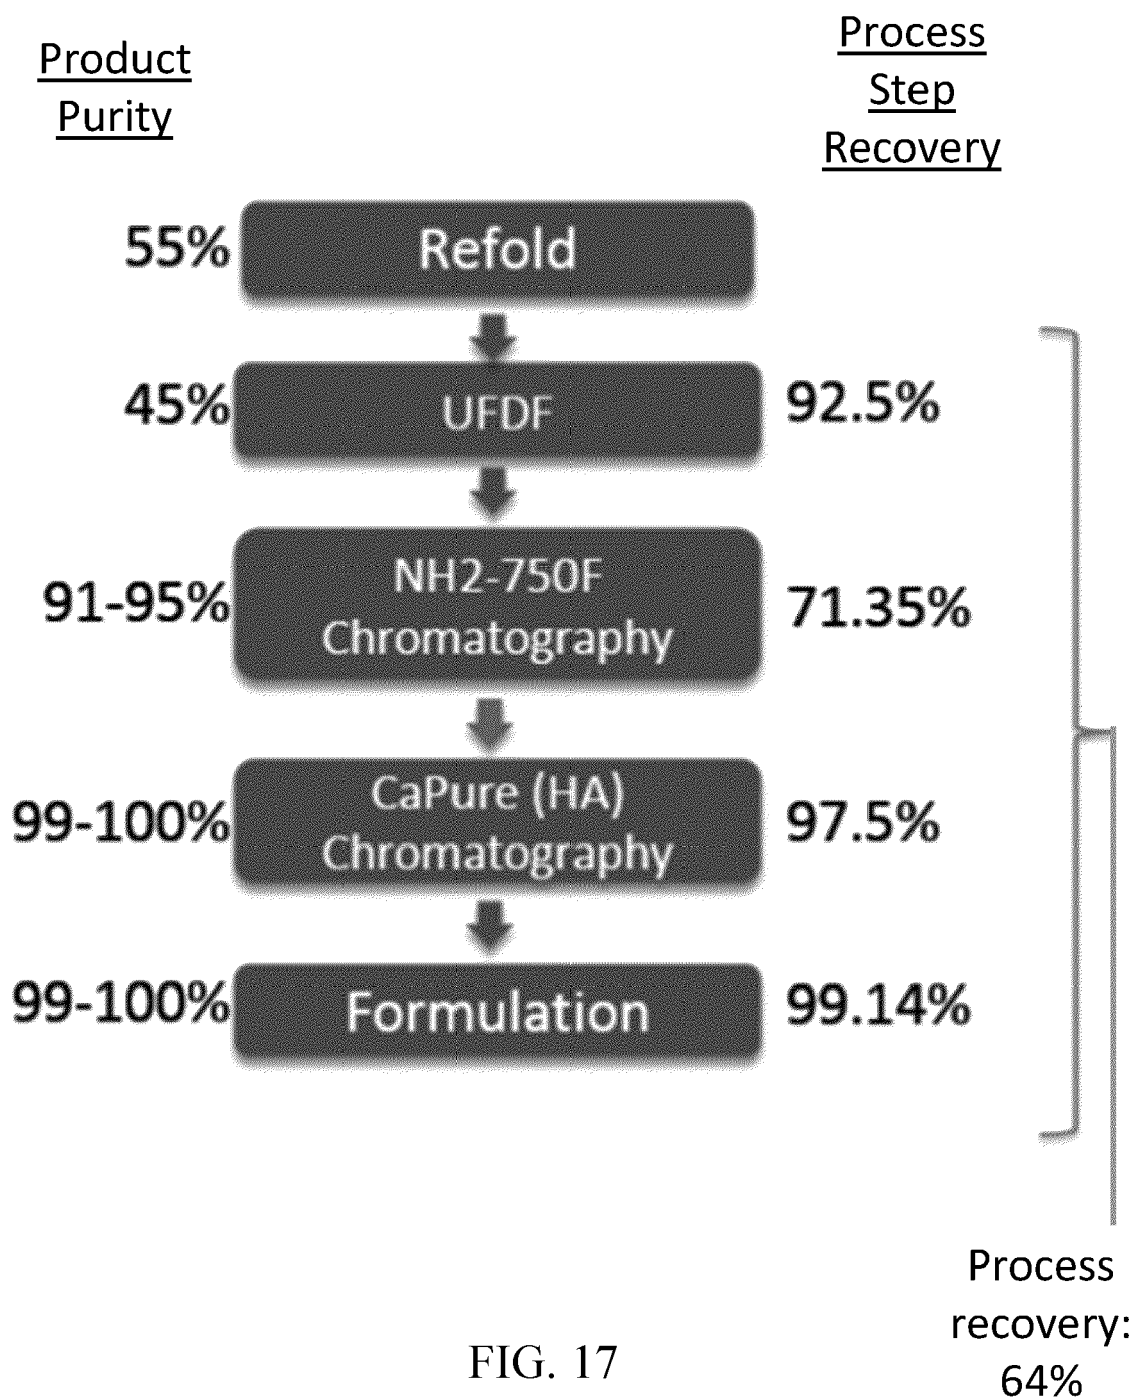 Product
Purity
Process
Step
Recovery
55%
Refold
45%
UFDF
92.5%
91-95%
NH2-750F
Chromatography
71.35%
99-100%
CaPure (HA)
Chromatography
97.5%
99-100%
Formulation
99.14%
Process
recovery:
64%
FIG. 17